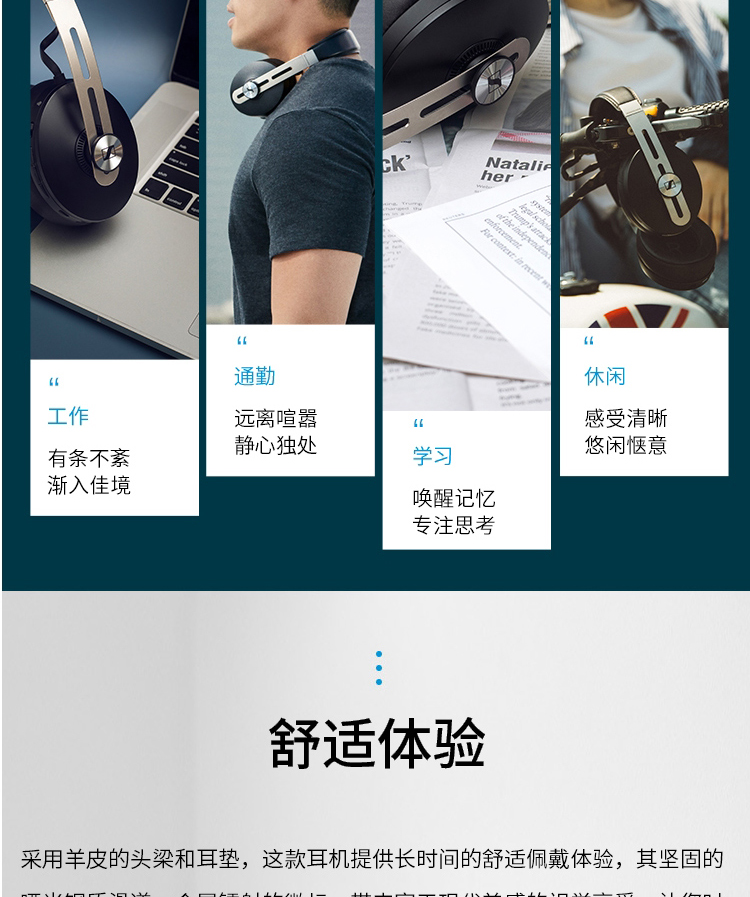 ck'
Natalie
her
“
工作
有条不紊
渐入佳境
“
通勤
远离喧嚣
静心独处
“
学习
唤醒记忆
专注思考
“
休闲
感受清晰
悠闲惬意
舒适体验
采用羊皮的头梁和耳垫，这款耳机提供长时间的舒适佩戴体验，其坚固的